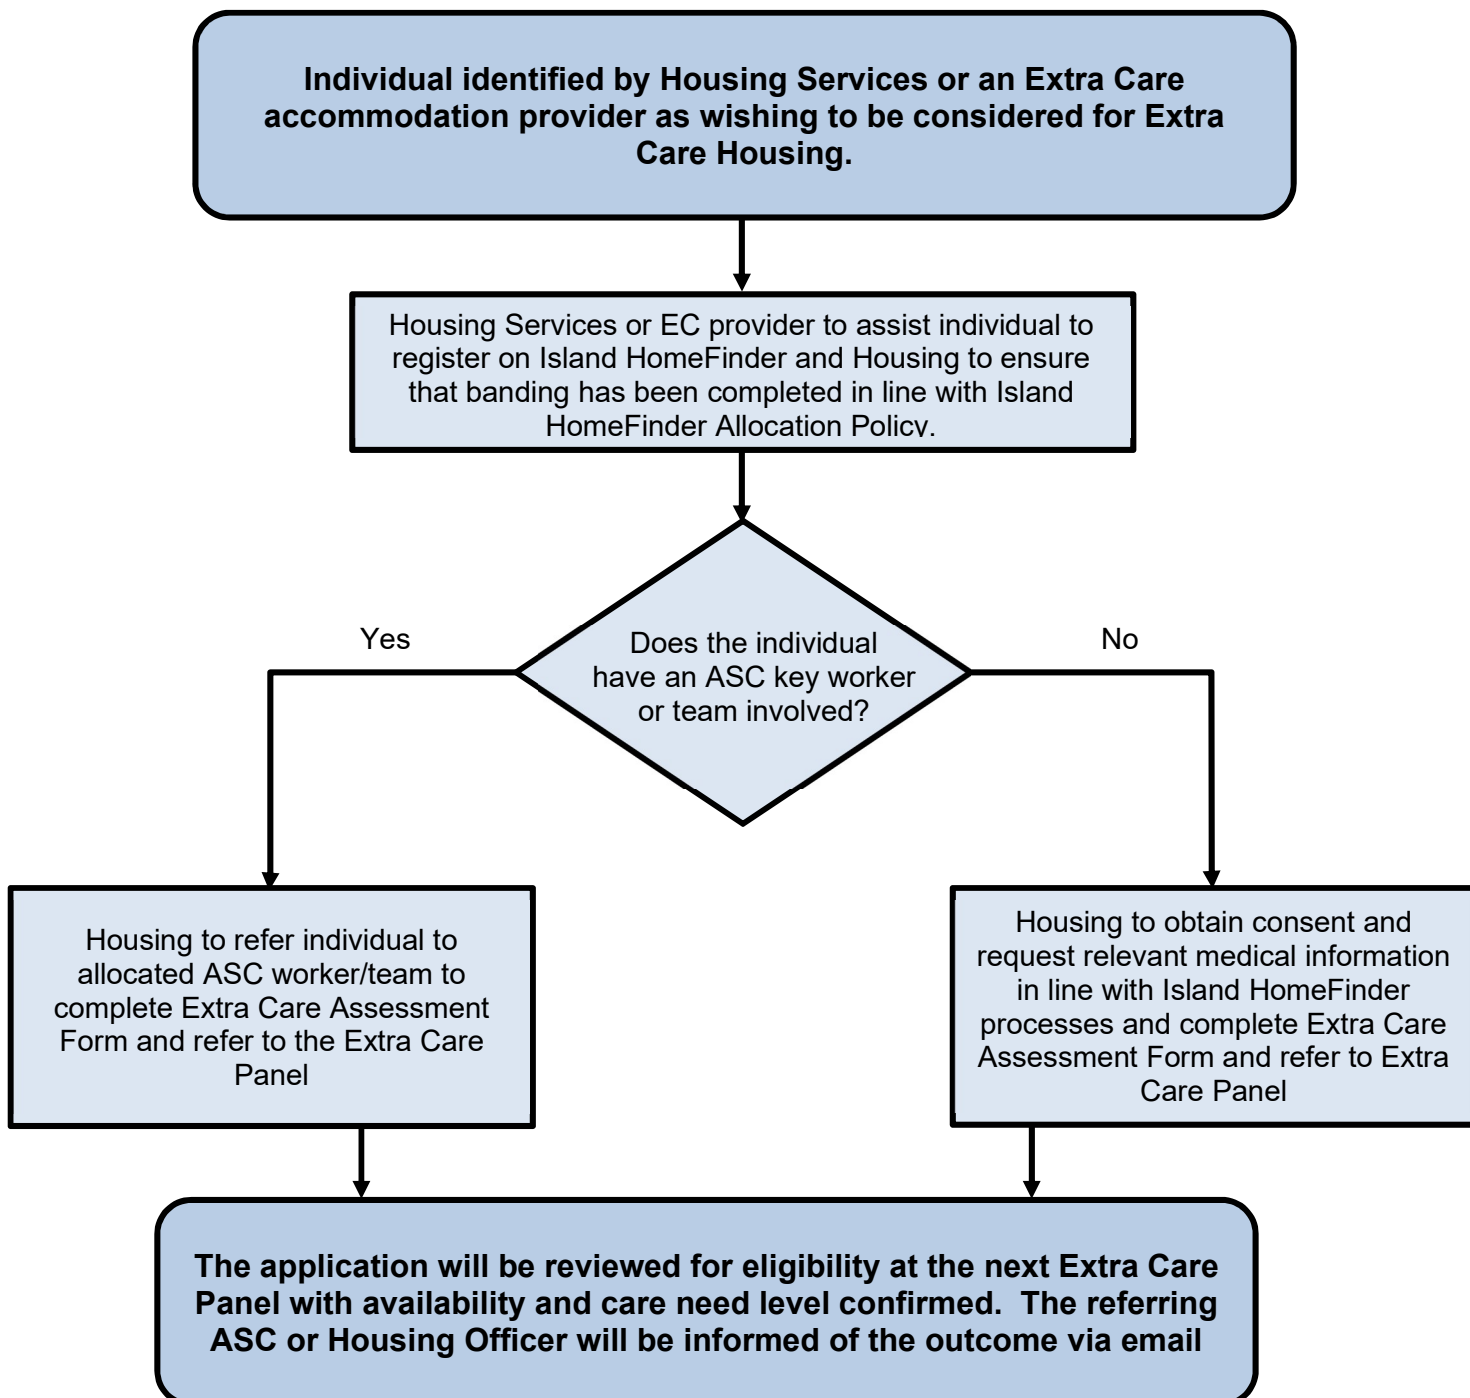 Individual identified by Housing Services or an Extra Care
accommodation provider as wishing to be considered for Extra
Care Housing.
Housing Services or EC provider to assist individual to
register on Island HomeFinder and Housing to ensure
that banding has been completed in line with Island
HomeFinder Allocation Policy.
Does the individual
have an ASC key worker
or team involved?
Yes
No
Housing to refer individual to
allocated ASC worker/team to
complete Extra Care Assessment
Form and refer to the Extra Care
Panel
Housing to obtain consent and
request relevant medical information
in line with Island HomeFinder
processes and complete Extra Care
Assessment Form and refer to Extra
Care Panel
The application will be reviewed for eligibility at the next Extra Care
Panel with availability and care need level confirmed.  The referring
ASC or Housing Officer will be informed of the outcome via email